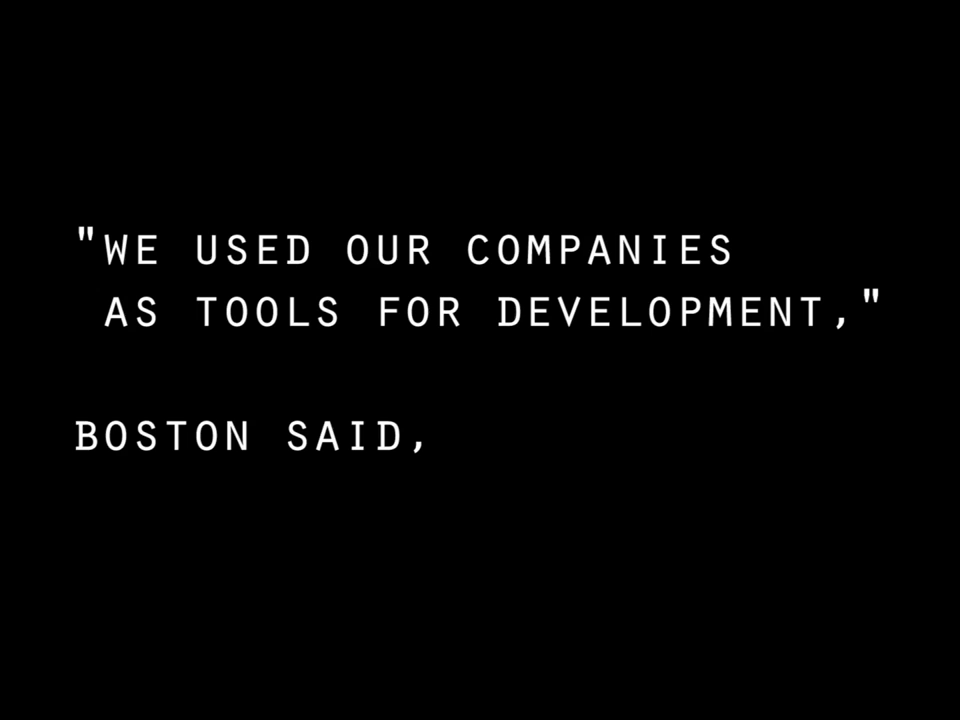 "WE USED OUR COMPANIES
AS TOOLS FOR DEVELOPMENT,"
BOSTON SAID,